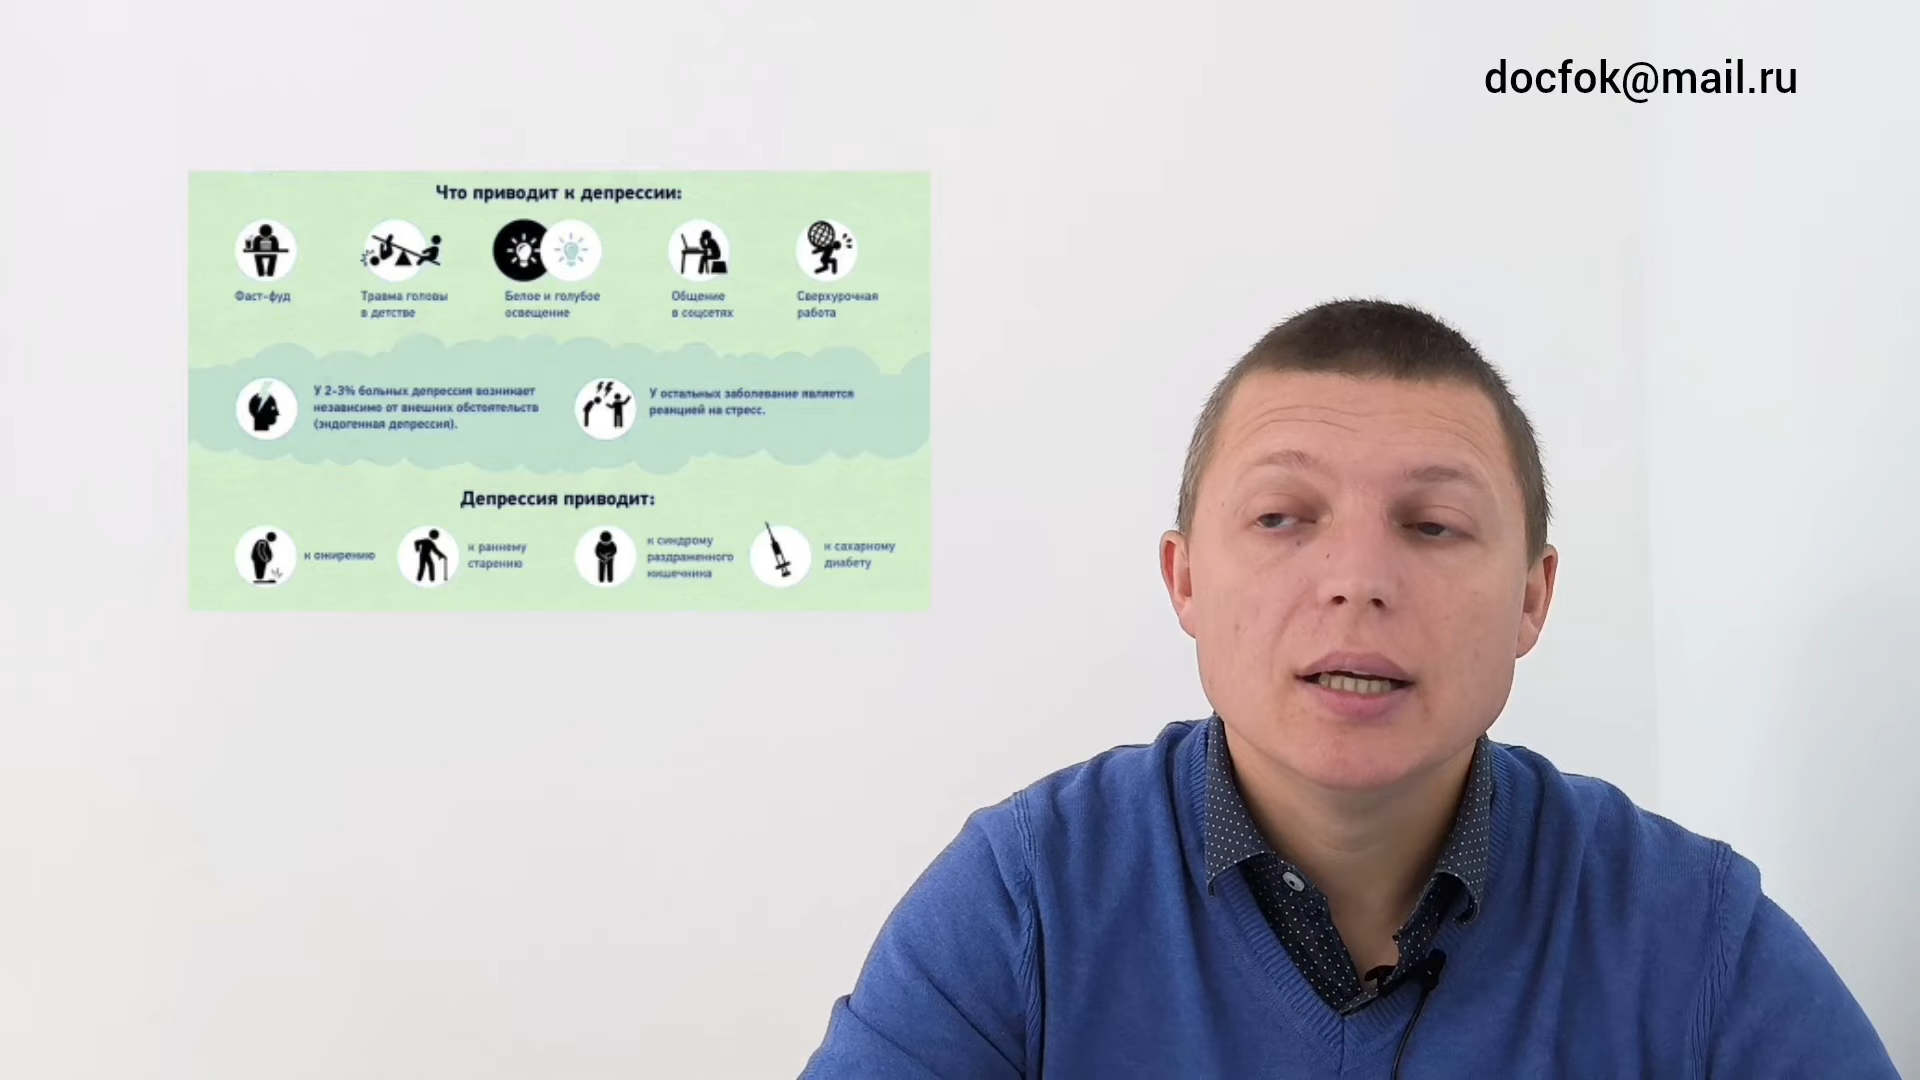 docfok@mail.ru
Что приводит к депрессии:
Фаст-фуд
Травма головы
в детстве
Белое и голубое
освещение
Общение
в соцсетях
Сверхурочная
работа
У 2-3% больных депрессия возникает
независимо от внешних обстоятельств
(эндогенная депрессия).
У остальных заболевание является
реакцией на стресс.
Депрессия приводит:
к ожирению
к раннему
старению
к синдрому
раздраженного
кишечника
к сахарному
диабету